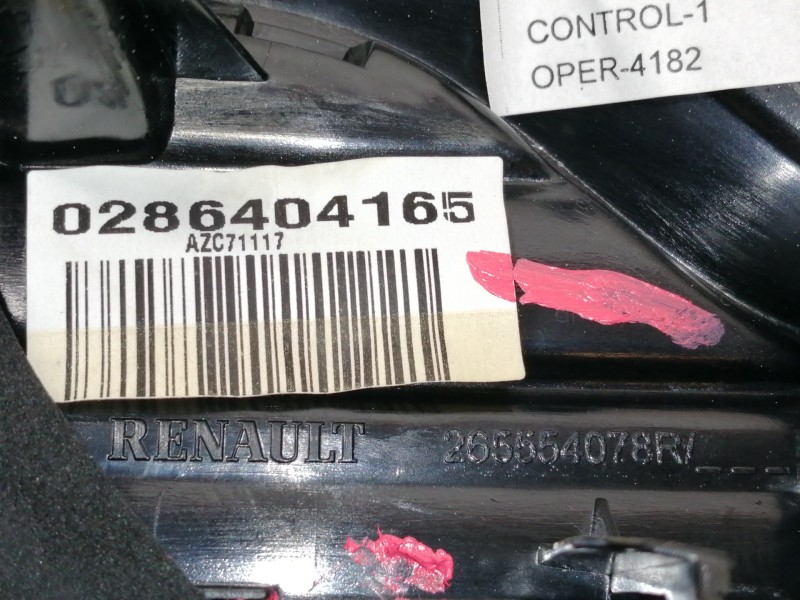 CONTROL-1
OPER-4182
0286404165
AZC71117
RENAULT 265554078R/_ _ _